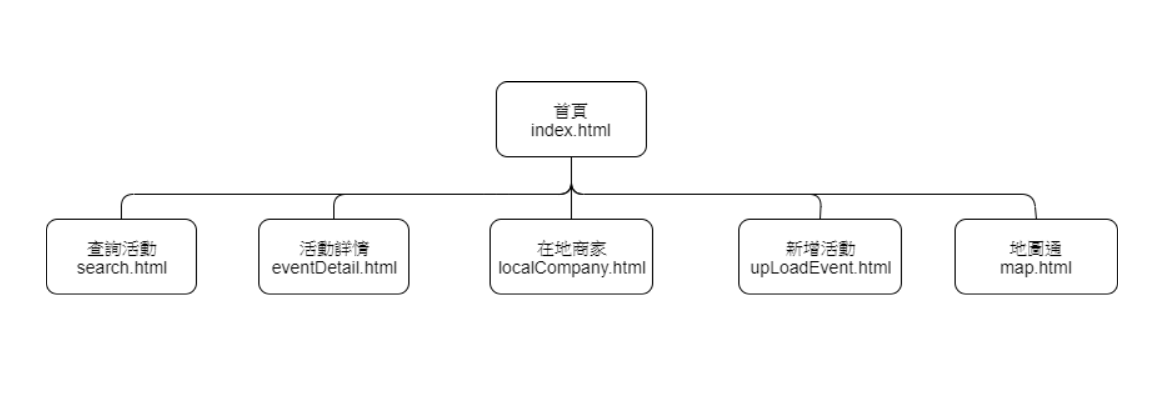 首頁
index.html
查詢活動
search.html
活動詳情
eventDetail.html
在地商家
localCompany.html
新增活動
upLoadEvent.html
地圖通
map.html